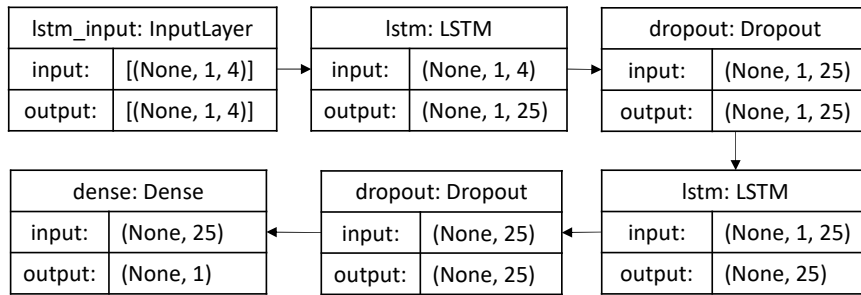 lstm_input: InputLayer
input: [(None, 1, 4)]
output: [(None, 1, 4)]
lstm: LSTM
input: (None, 1, 4)
output: (None, 1, 25)
dropout: Dropout
input: (None, 1, 25)
output: (None, 1, 25)
lstm: LSTM
input: (None, 1, 25)
output: (None, 25)
dropout: Dropout
input: (None, 25)
output: (None, 25)
dense: Dense
input: (None, 25)
output: (None, 1)